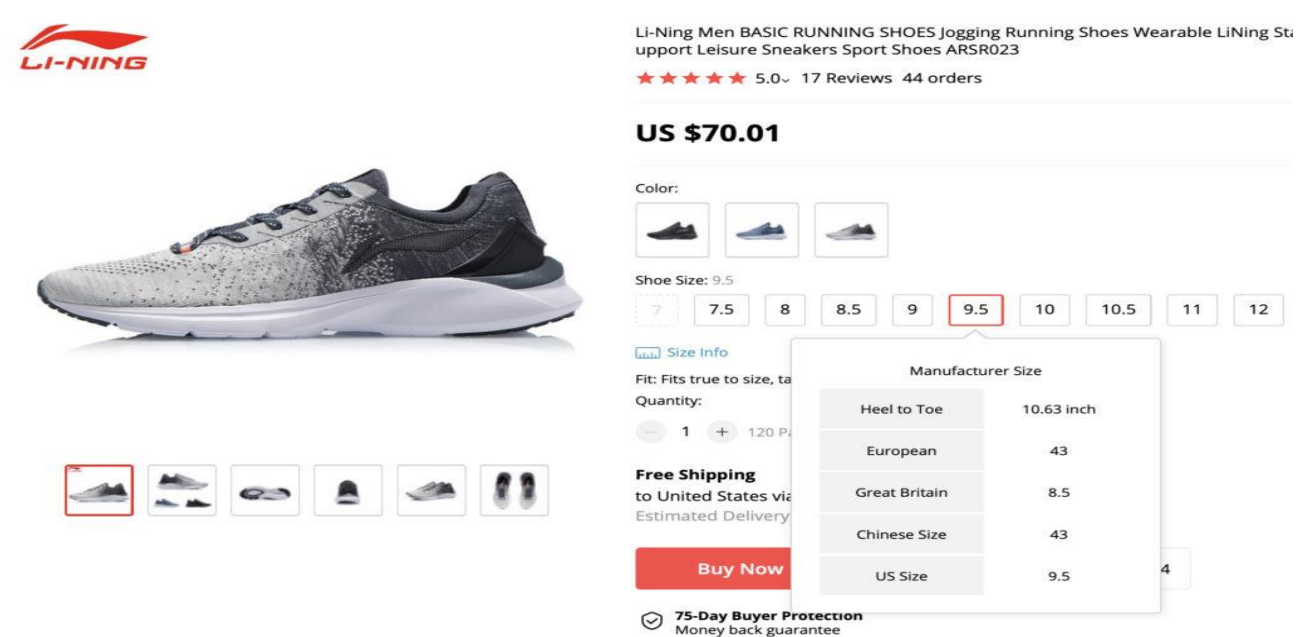 LI-NING
Li-Ning Men BASIC RUNNING SHOES Jogging Running Shoes Wearable LiNing
upport Leisure Sneakers Sport Shoes ARSR023
5.0 17 Reviews 44 orders
US $70.01
Color:
Shoe Size: 9.5
7 7.5 8 8.5 9 9.5 10 10.5 11 12
Size Info
Fit: Fits true to size,
Quantity:
1 + 120
Free Shipping
to United States via
Estimated Delivery
Buy Now
4
75-Day Buyer Protection
Money back guarantee
Manufacturer Size
Heel to Toe 10.63 inch
European 43
Great Britain 8.5
Chinese Size 43
US Size 9.5